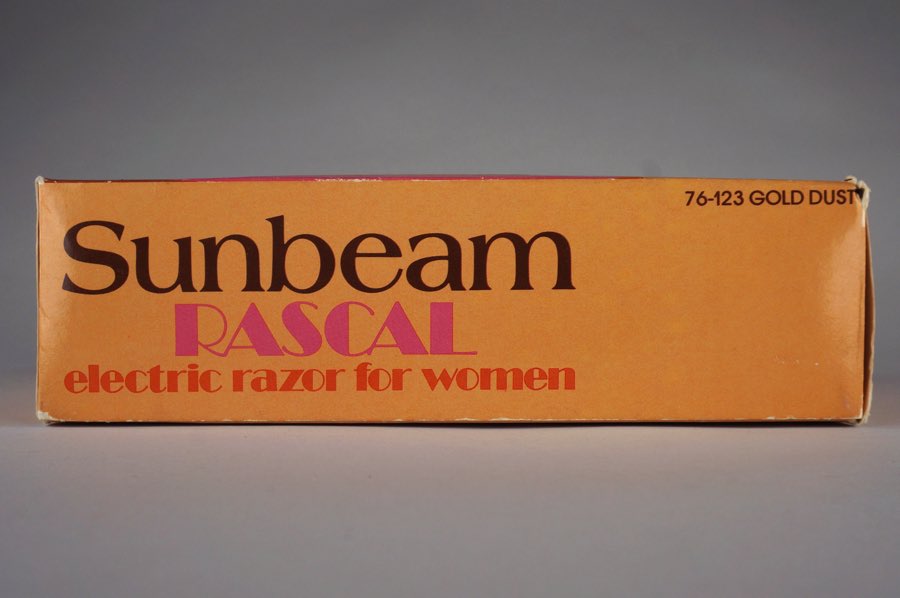 76-123 GOLD DUST
Sunbeam
RASCAL
electric razor for women